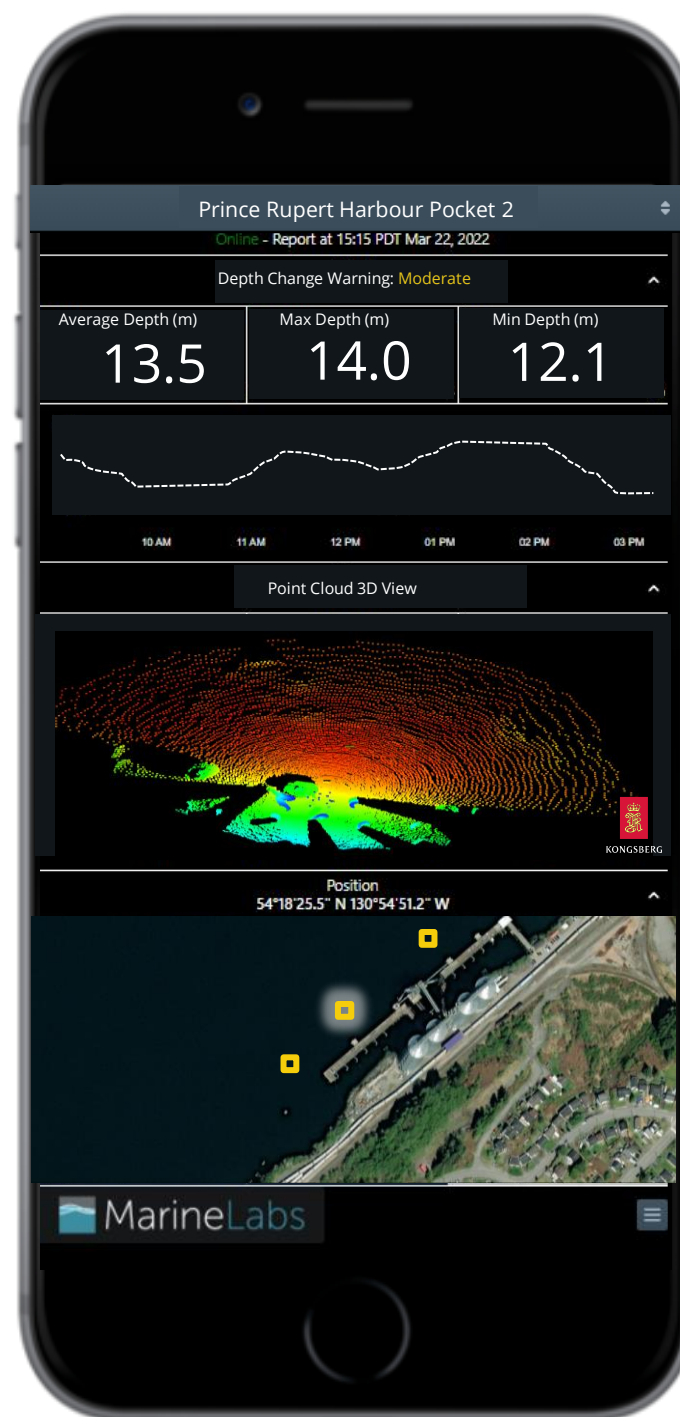 Prince Rupert Harbour Pocket 2
Online - Report at 15:15 PDT Mar 22, 2022
Depth Change Warning: Moderate
Average Depth (m) Max Depth (m) Min Depth (m)
13.5 14.0 12.1
10 AM 11 AM 12 PM 01 PM 02 PM 03 PM
Point Cloud 3D View
KONGSBERG
Position
54°18'25.5" N 130°54'51.2" W
MarineLabs